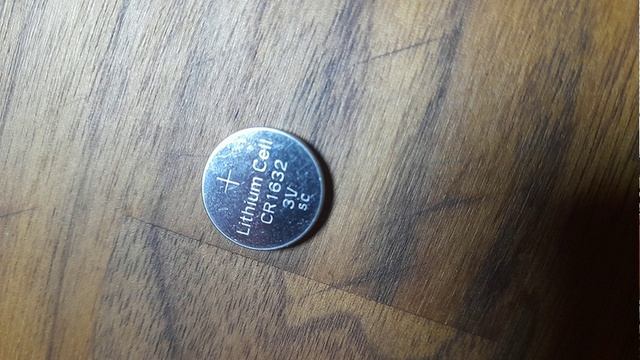 +
Lithium Cell
CR1632
3V
SC